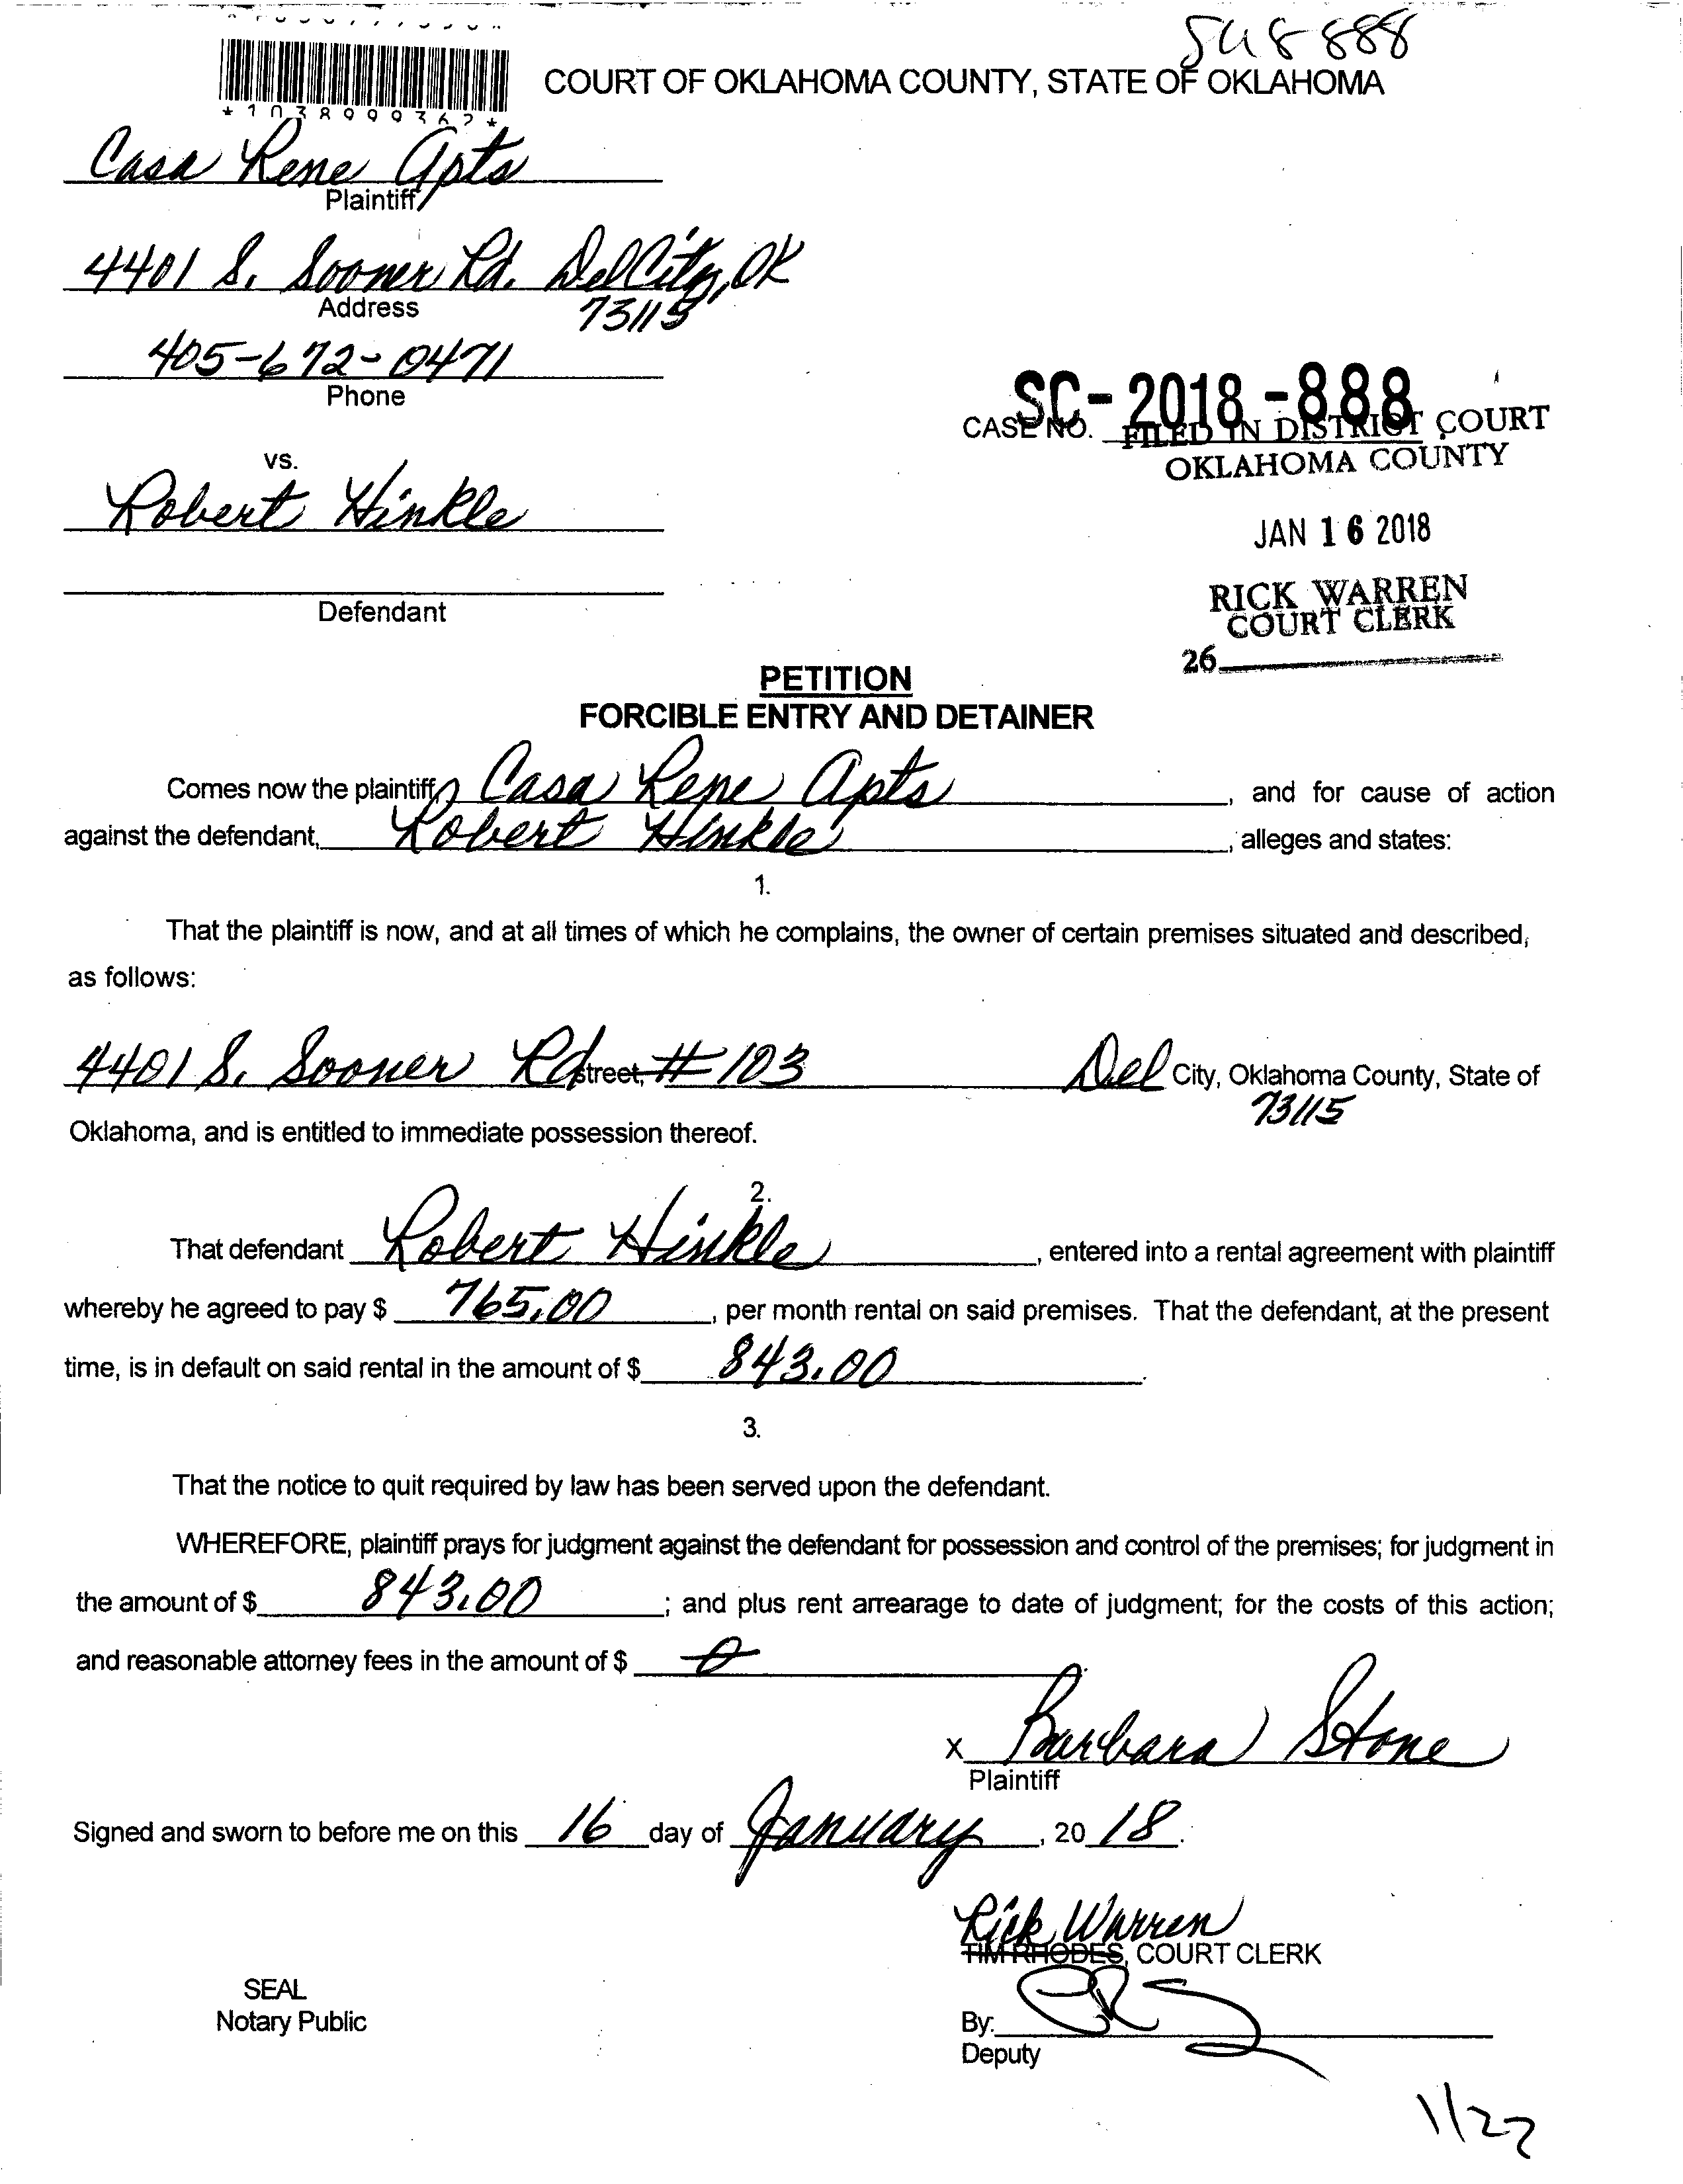 888
COURT OF OKLAHOMA COUNTY, STATE OF OKLAHOMA
*1038999362*
Casa Rene Apts
Plaintiff
4401 S. Sooner Rd. Del City, OK
Address 73115
405-672-0471
Phone
SC-2018-888
CASE NO.
FILED IN DISTRICT COURT
OKLAHOMA COUNTY
vs.
Robert Hinkle
JAN 16 2018
Defendant
RICK WARREN
COURT CLERK
26
PETITION
FORCIBLE ENTRY AND DETAINER
Comes now the plaintiff, Casa Rene Apts, and for cause of action
against the defendant, Robert Hinkle, alleges and states:
1.
That the plaintiff is now, and at all times of which he complains, the owner of certain premises situated and described,
as follows:
4401 S. Sooner Rd street, #103 Del City, Oklahoma County, State of
73115
Oklahoma, and is entitled to immediate possession thereof.
2.
That defendant Robert Hinkle, entered into a rental agreement with plaintiff
whereby he agreed to pay $ 765.00, per month rental on said premises. That the defendant, at the present
time, is in default on said rental in the amount of $ 843.00.
3.
That the notice to quit required by law has been served upon the defendant.
WHEREFORE, plaintiff prays for judgment against the defendant for possession and control of the premises; for judgment in
the amount of $ 843.00; and plus rent arrearage to date of judgment; for the costs of this action;
and reasonable attorney fees in the amount of $ 0
x Barbara Stone
Plaintiff
Signed and sworn to before me on this 16 day of January, 20 18.
Rick Warren
TIM RHODES, COURT CLERK
SEAL
Notary Public
By:
Deputy
1/22